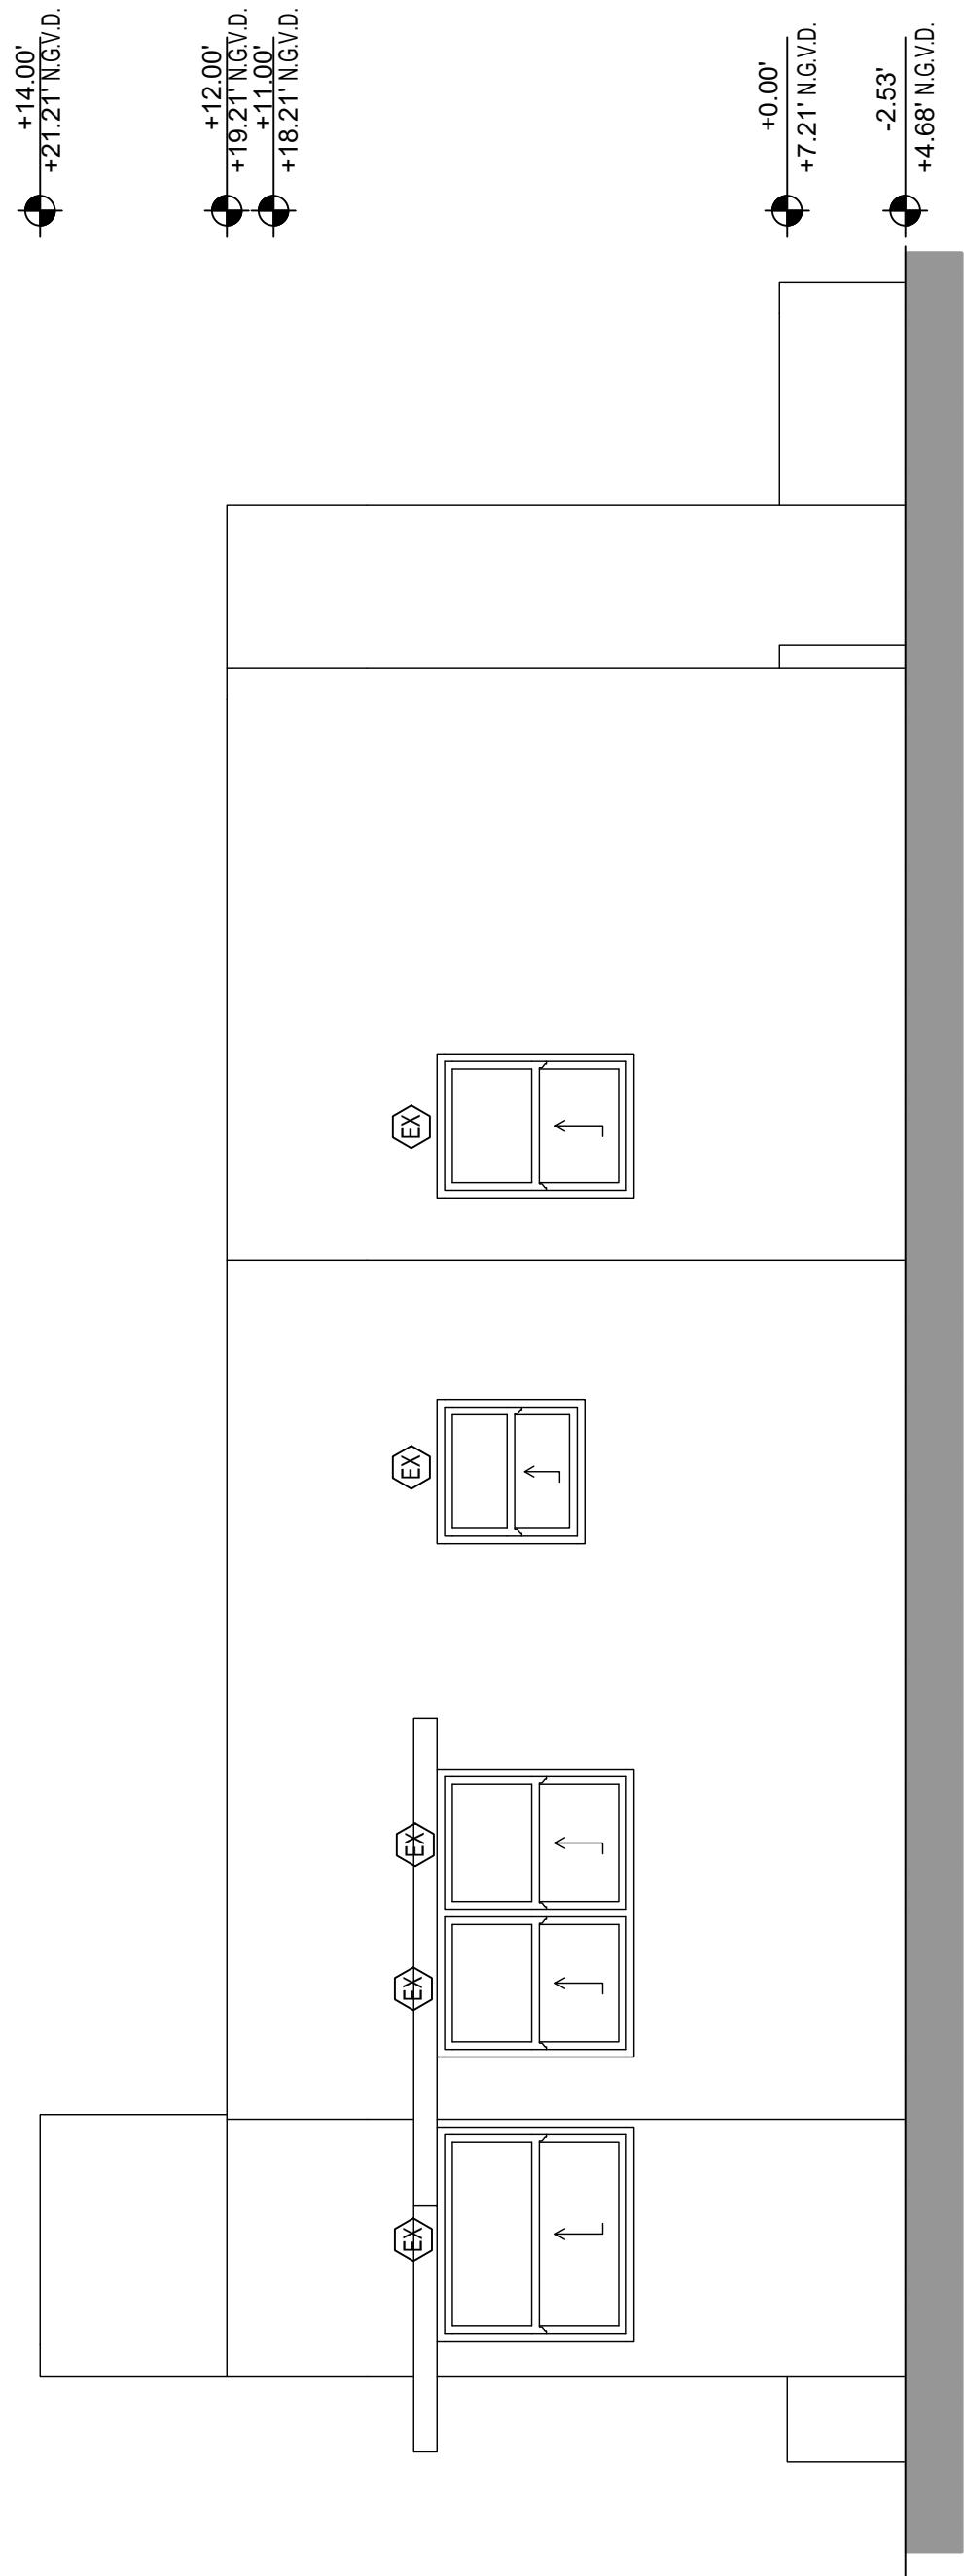 +14.00'
+21.21' N.G.V.D.
+12.00'
+19.21' N.G.V.D.
+11.00'
+18.21' N.G.V.D.
+0.00'
+7.21' N.G.V.D.
-2.53'
+4.68' N.G.V.D.
EX
EX
EX
EX
EX